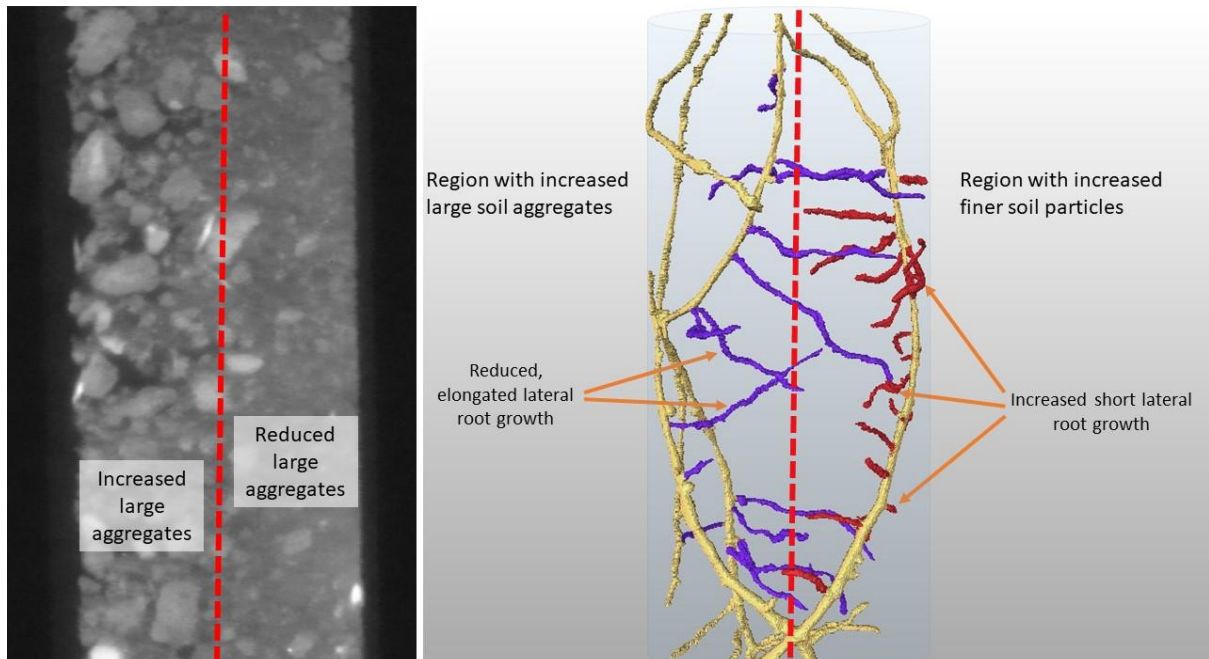 Increased
large
aggregates
Reduced
large
aggregates
Region with increased
large soil aggregates
Region with increased
finer soil particles
Reduced,
elongated lateral
root growth
Increased short lateral
root growth